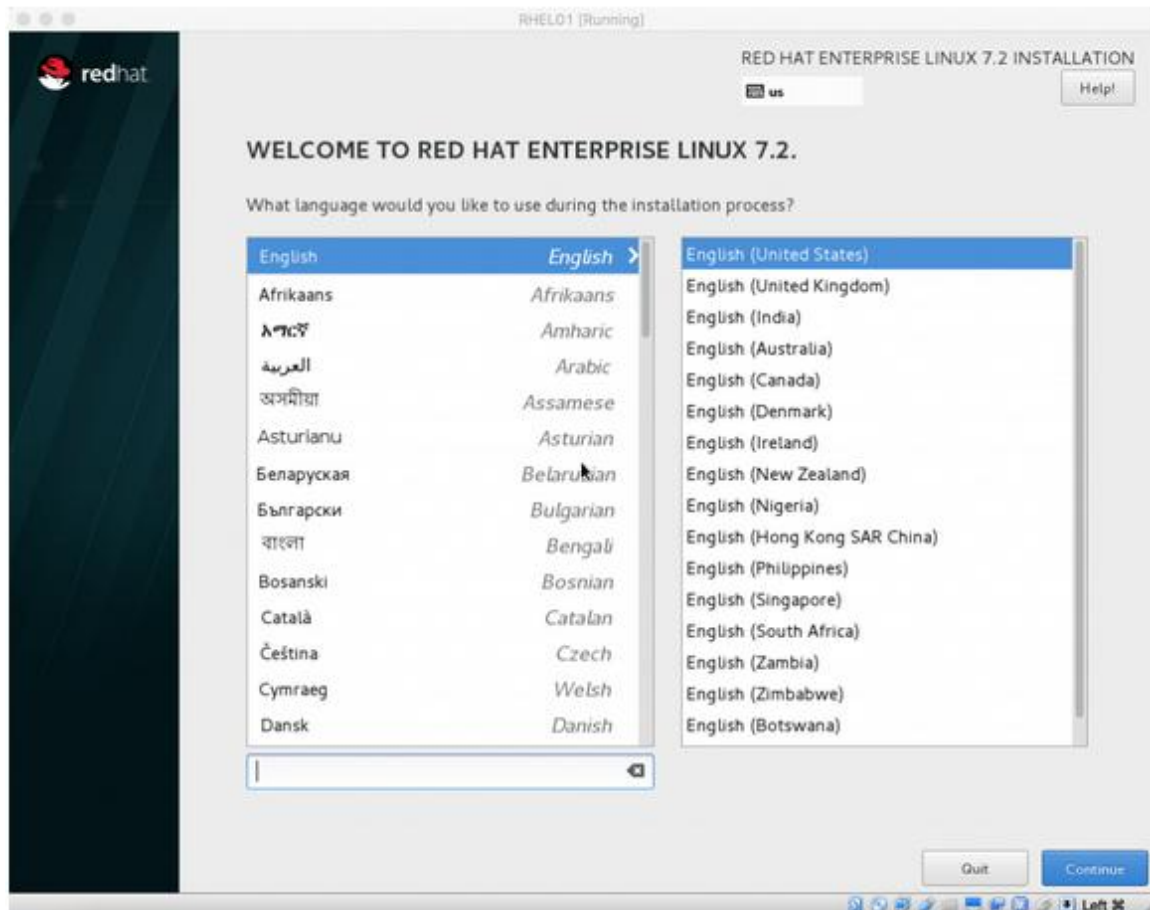 RHEL01 [Running]
redhat
RED HAT ENTERPRISE LINUX 7.2 INSTALLATION
us
Help!
WELCOME TO RED HAT ENTERPRISE LINUX 7.2.
What language would you like to use during the installation process?
English English
Afrikaans Afrikaans
አማርኛ Amharic
العربية Arabic
অসমীয়া Assamese
Asturianu Asturian
Беларуская Belarusian
Български Bulgarian
বাংলা Bengali
Bosanski Bosnian
Català Catalan
Čeština Czech
Cymraeg Welsh
Dansk Danish
English (United States)
English (United Kingdom)
English (India)
English (Australia)
English (Canada)
English (Denmark)
English (Ireland)
English (New Zealand)
English (Nigeria)
English (Hong Kong SAR China)
English (Philippines)
English (Singapore)
English (South Africa)
English (Zambia)
English (Zimbabwe)
English (Botswana)
Quit
Continue
Left ⌘